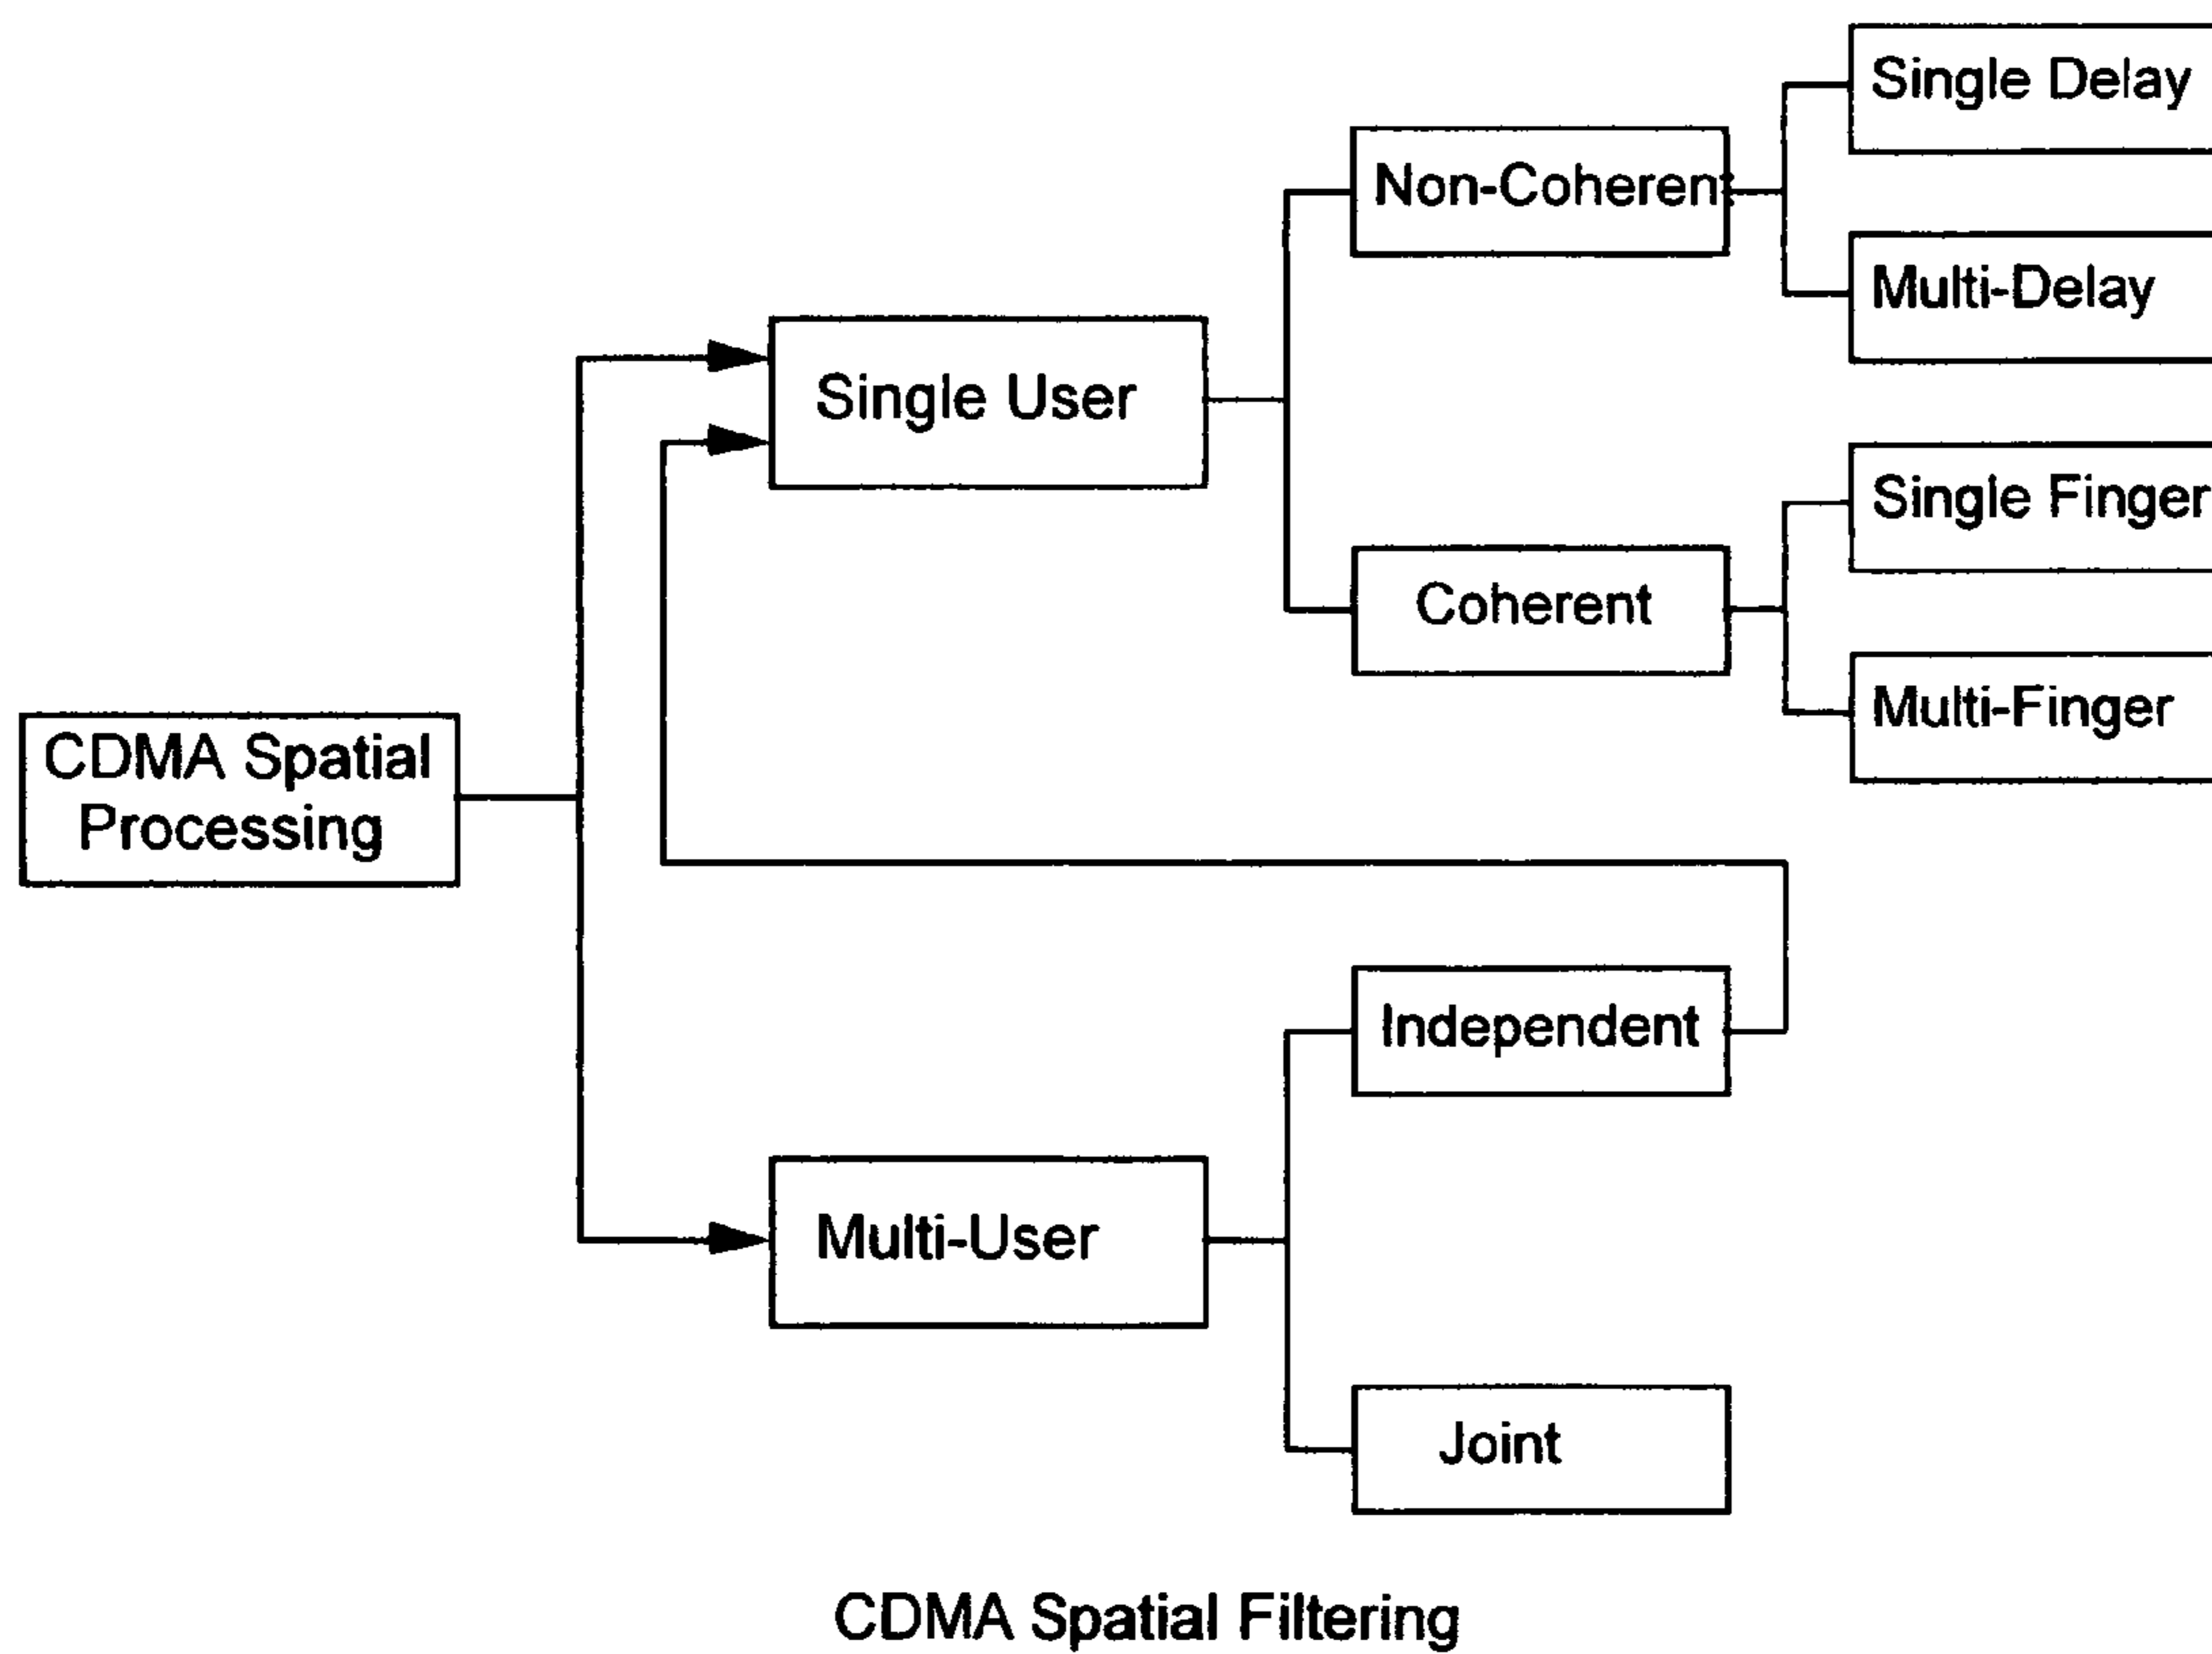 Single Delay
Non-Coherent
Multi-Delay
Single User
Single Finger
Coherent
Multi-Finger
CDMA Spatial
Processing
Independent
Multi-User
Joint
CDMA Spatial Filtering